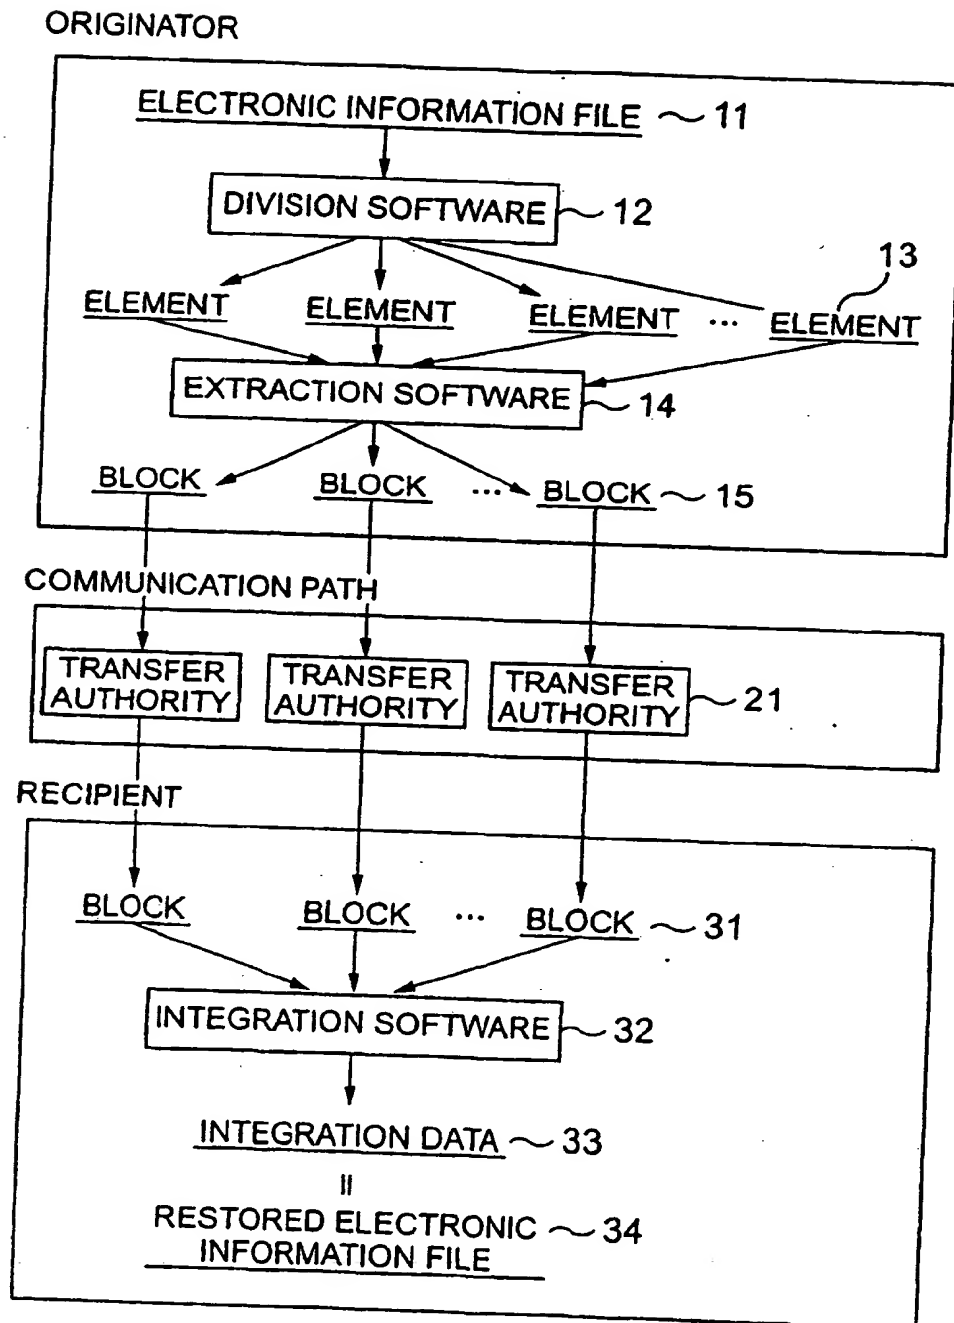 ORIGINATOR
ELECTRONIC INFORMATION FILE ~ 11
DIVISION SOFTWARE ~ 12
13
ELEMENT ELEMENT ELEMENT ... ELEMENT
EXTRACTION SOFTWARE ~ 14
BLOCK BLOCK ... BLOCK ~ 15
COMMUNICATION PATH
TRANSFER AUTHORITY TRANSFER AUTHORITY TRANSFER AUTHORITY ~ 21
RECIPIENT
BLOCK BLOCK ... BLOCK ~ 31
INTEGRATION SOFTWARE ~ 32
INTEGRATION DATA ~ 33
=
RESTORED ELECTRONIC ~ 34
INFORMATION FILE